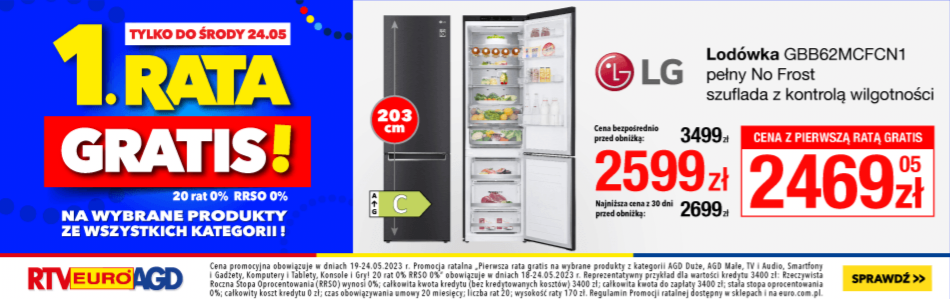 TYLKO DO ŚRODY 24.05
1. RATA
GRATIS!
20 rat 0% RRSO 0%
NA WYBRANE PRODUKTY
ZE WSZYSTKICH KATEGORII !
203
cm
A
G
C
LG
Lodówka GBB62MCFCN1
pełny No Frost
szuflada z kontrolą wilgotności
Cena bezpośrednio
przed obniżką: 3499 zł
2599 zł
Najniższa cena z 30 dni
przed obniżką: 2699 zł
CENA Z PIERWSZĄ RATĄ GRATIS
2469 05 zł
RTV EURO AGD
Cena promocyjna obowiązuje w dniach 19-24.05.2023 r. Promocja ratalna „Pierwsza rata gratis na wybrane produkty z kategorii AGD Duże, AGD Małe, TV i Audio, Smartfony
i Gadżety, Komputery i Tablety, Konsole i Gry! 20 rat 0% RRSO 0%" obowiązuje w dniach 18-24.05.2023 r. Reprezentatywny przykład dla wartości kredytu 3400 zł: Rzeczywista
Roczna Stopa Oprocentowania (RRSO) wynosi 0%; całkowita kwota kredytu (bez kredytowanych kosztów) 3400 zł; całkowita kwota do zapłaty 3400 zł; stała stopa oprocentowania
0%; całkowity koszt kredytu 0 zł; czas obowiązywania umowy 20 miesięcy; liczba rat 20; wysokość raty 170 zł. Regulamin Promocji ratalnej dostępny w sklepach i na euro.com.pl.
SPRAWDŹ >>